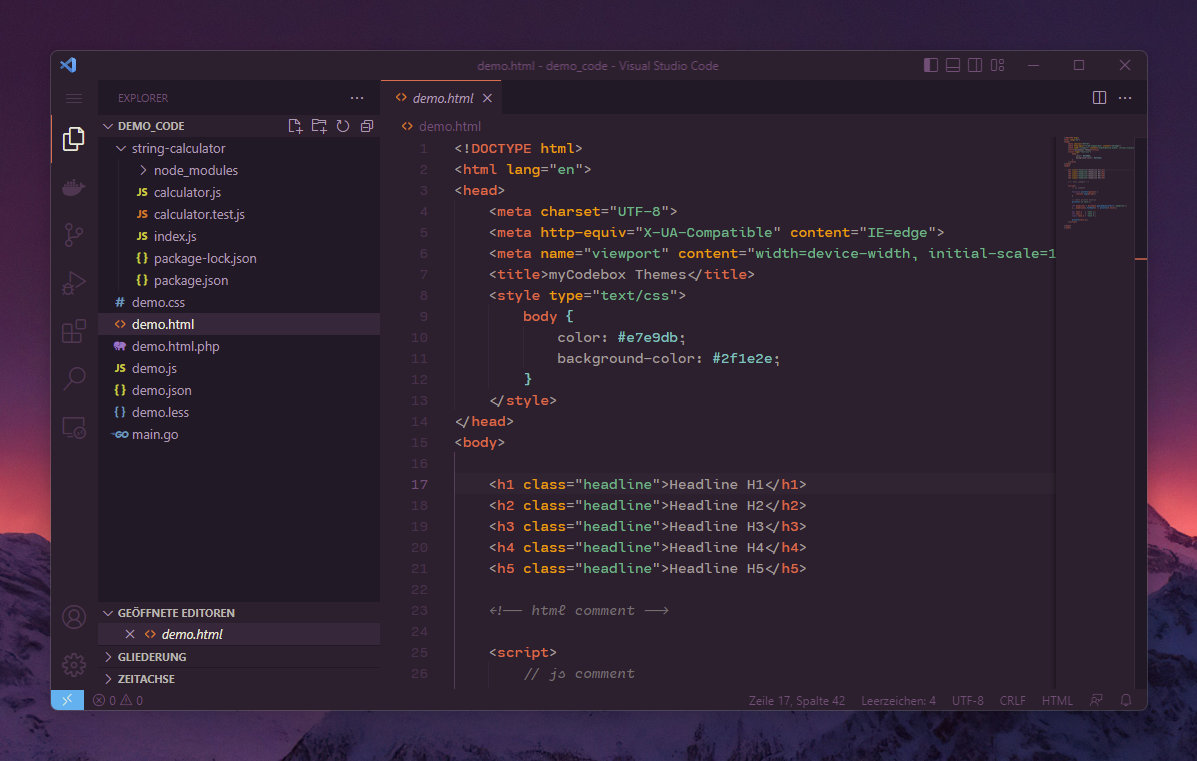 demo.html - demo_code - Visual Studio Code
EXPLORER
DEMO_CODE
string-calculator
node_modules
JS calculator.js
JS calculator.test.js
JS index.js
{} package-lock.json
{} package.json
# demo.css
<> demo.html
demo.html.php
JS demo.js
{} demo.json
{} demo.less
GO main.go
GEÖFFNETE EDITOREN
<> demo.html
GLIEDERUNG
ZEITACHSE
<> demo.html
<> demo.html
1 <!DOCTYPE html>
2 <html lang="en">
3 <head>
4 <meta charset="UTF-8">
5 <meta http-equiv="X-UA-Compatible" content="IE=edge">
6 <meta name="viewport" content="width=device-width, initial-scale=1
7 <title>myCodebox Themes</title>
8 <style type="text/css">
9 body {
10 color: #e7e9db;
11 background-color: #2f1e2e;
12 }
13 </style>
14 </head>
15 <body>
16
17 <h1 class="headline">Headline H1</h1>
18 <h2 class="headline">Headline H2</h2>
19 <h3 class="headline">Headline H3</h3>
20 <h4 class="headline">Headline H4</h4>
21 <h5 class="headline">Headline H5</h5>
22
23 <!-- html comment -->
24
25 <script>
26 // js comment
0 0
Zeile 17, Spalte 42 Leerzeichen: 4 UTF-8 CRLF HTML